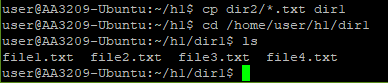 user@AA3209-Ubuntu:~/h1$ cp dir2/*.txt dir1
user@AA3209-Ubuntu:~/h1$ cd /home/user/h1/dir1
user@AA3209-Ubuntu:~/h1/dir1$ ls
file1.txt  file2.txt  file3.txt  file4.txt
user@AA3209-Ubuntu:~/h1/dir1$